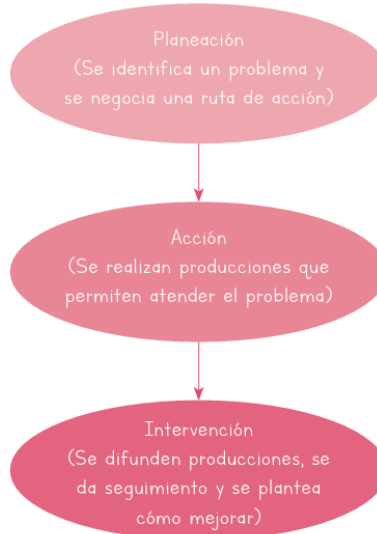 Planeación
(Se identifica un problema y
se negocia una ruta de acción)
Acción
(Se realizan producciones que
permiten atender el problema)
Intervención
(Se difunden producciones, se
da seguimiento y se plantea
cómo mejorar)